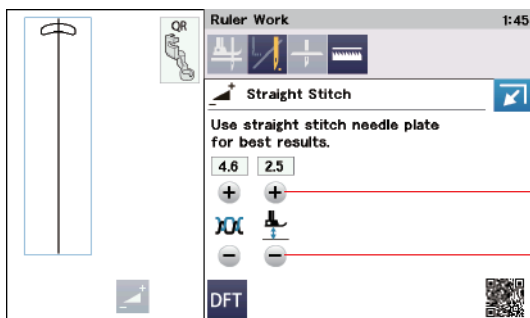 QR
Ruler Work
1:45
Straight Stitch
Use straight stitch needle plate
for best results.
4.6 2.5
DFT